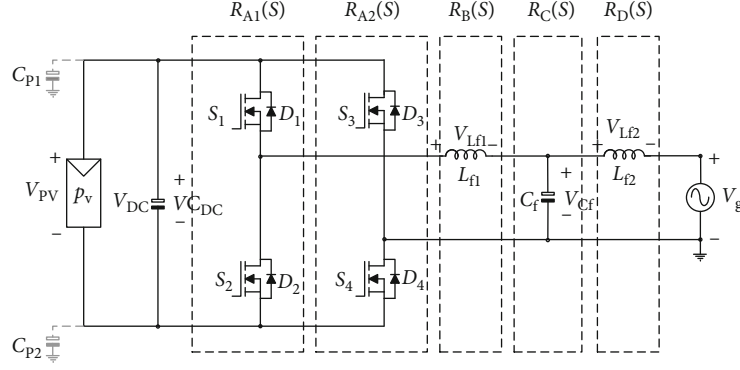 R_A1(S) R_A2(S) R_B(S) R_C(S) R_D(S)
C_P1
S_1 D_1 S_3 D_3
+ V_Lf1 − + V_Lf2 −
L_f1 L_f2
+ V_PV − p_v
V_DC + VC_DC −
C_f + V_Cf −
+ V_g −
S_2 D_2 S_4 D_4
C_P2